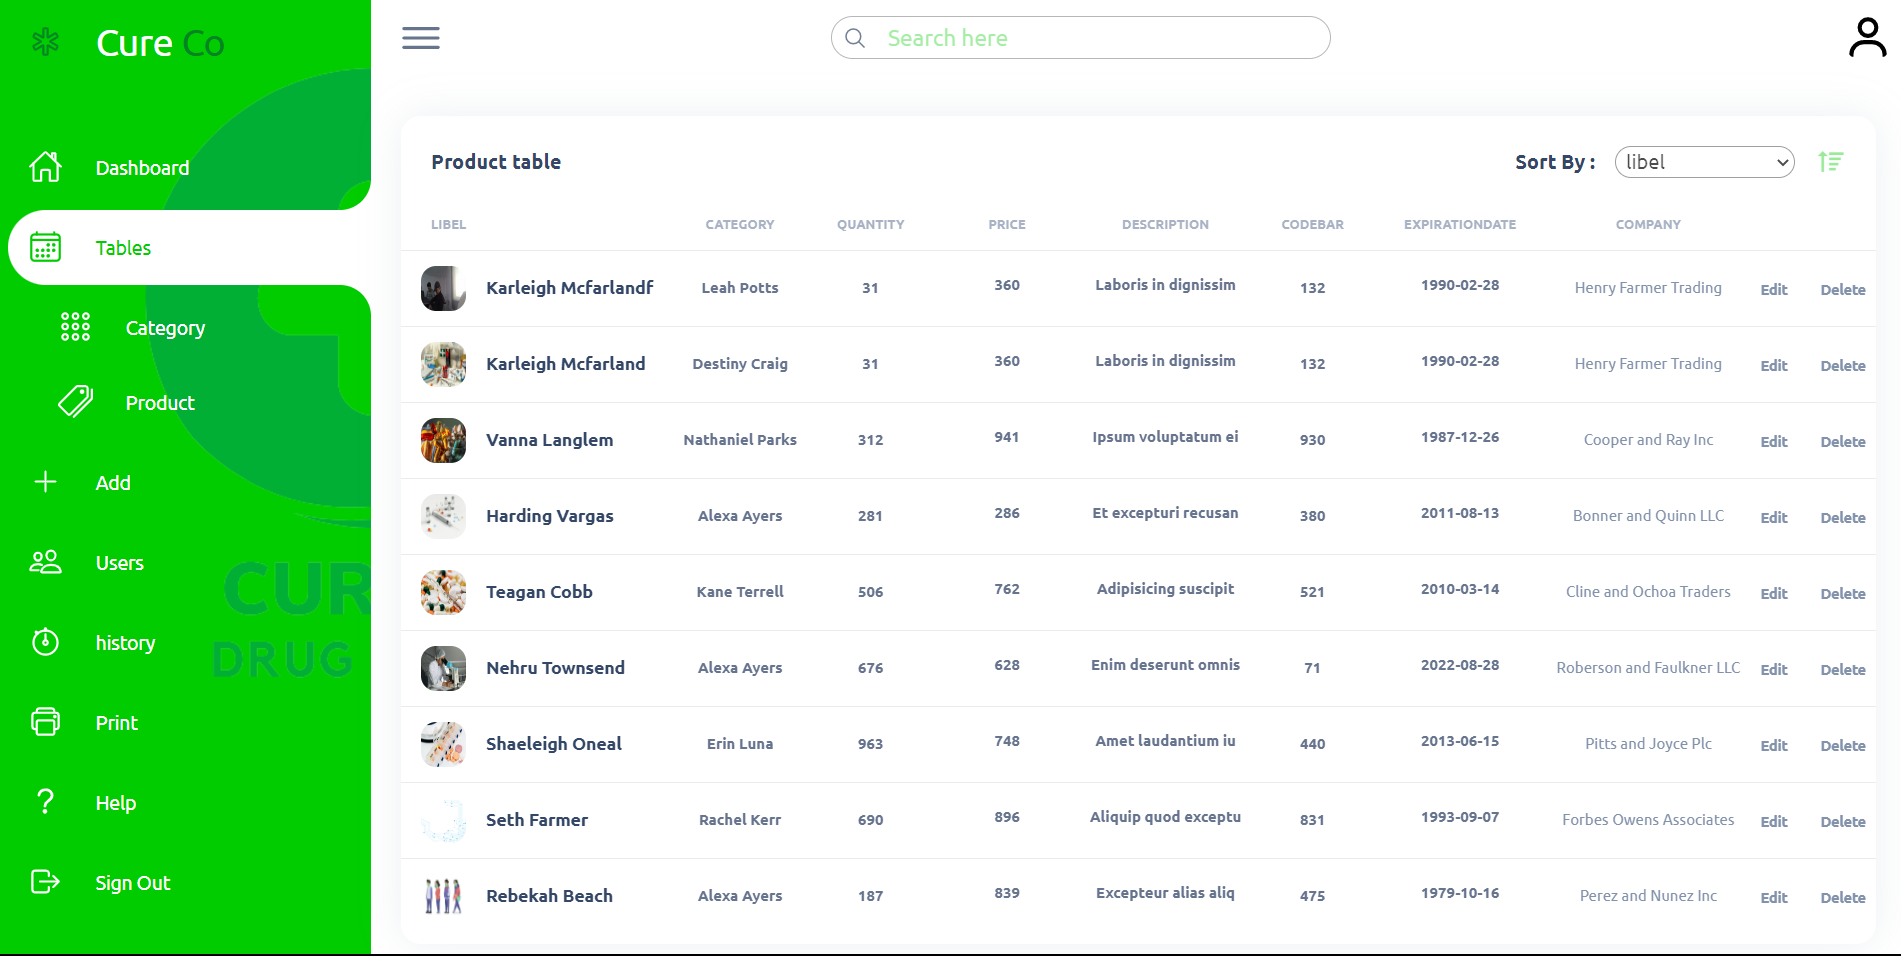 Cure Co
Search here
Dashboard
Tables
Category
Product
Add
Users
history
Print
Help
Sign Out
CUR
DRUG
Product table
Sort By : libel
LIBEL CATEGORY QUANTITY PRICE DESCRIPTION CODEBAR EXPIRATIONDATE COMPANY
Karleigh Mcfarlandf Leah Potts 31 360 Laboris in dignissim 132 1990-02-28 Henry Farmer Trading Edit Delete
Karleigh Mcfarland Destiny Craig 31 360 Laboris in dignissim 132 1990-02-28 Henry Farmer Trading Edit Delete
Vanna Langlem Nathaniel Parks 312 941 Ipsum voluptatum ei 930 1987-12-26 Cooper and Ray Inc Edit Delete
Harding Vargas Alexa Ayers 281 286 Et excepturi recusan 380 2011-08-13 Bonner and Quinn LLC Edit Delete
Teagan Cobb Kane Terrell 506 762 Adipisicing suscipit 521 2010-03-14 Cline and Ochoa Traders Edit Delete
Nehru Townsend Alexa Ayers 676 628 Enim deserunt omnis 71 2022-08-28 Roberson and Faulkner LLC Edit Delete
Shaeleigh Oneal Erin Luna 963 748 Amet laudantium iu 440 2013-06-15 Pitts and Joyce Plc Edit Delete
Seth Farmer Rachel Kerr 690 896 Aliquip quod exceptu 831 1993-09-07 Forbes Owens Associates Edit Delete
Rebekah Beach Alexa Ayers 187 839 Excepteur alias aliq 475 1979-10-16 Perez and Nunez Inc Edit Delete